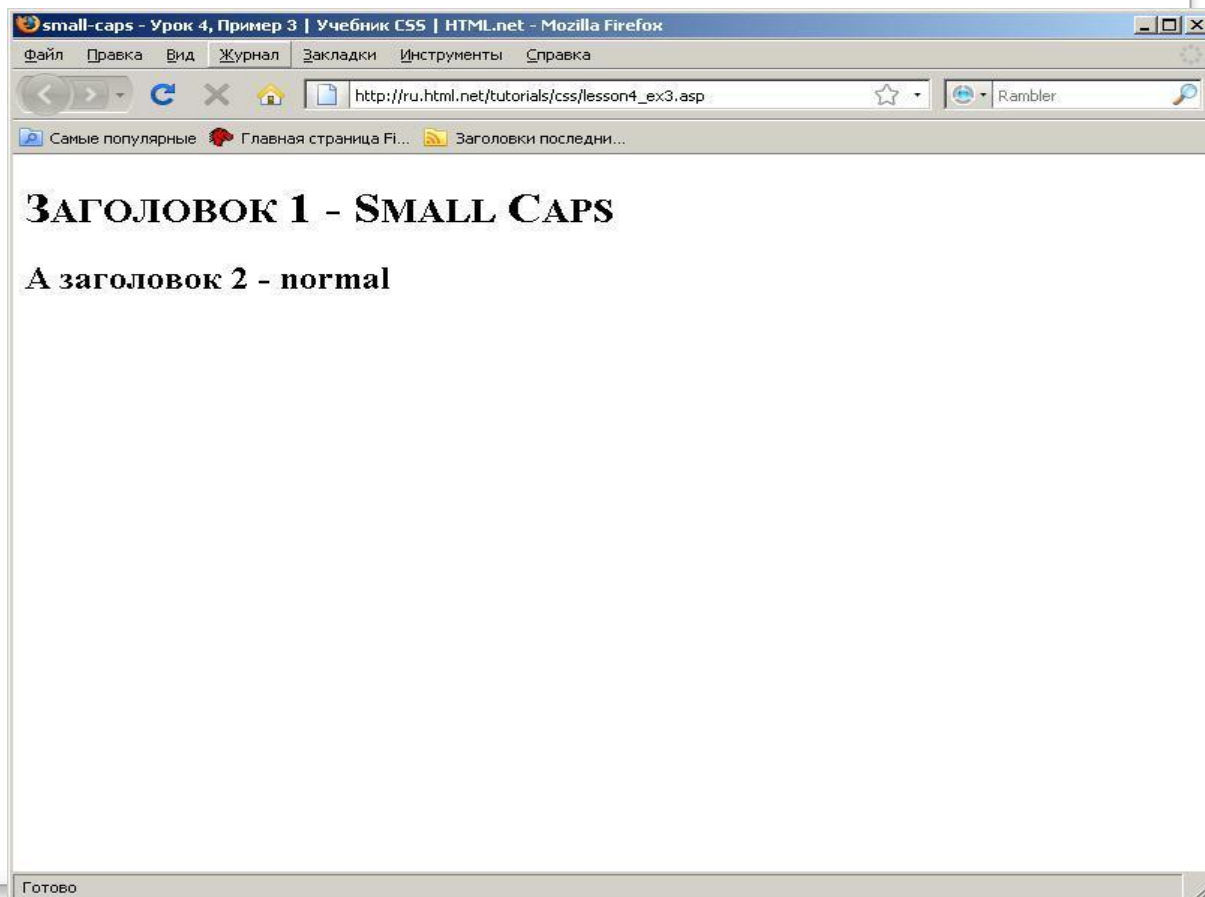 small-caps - Урок 4, Пример 3 | Учебник CSS | HTML.net - Mozilla Firefox
Файл Правка Вид Журнал Закладки Инструменты Справка
http://ru.html.net/tutorials/css/lesson4_ex3.asp Rambler
Самые популярные Главная страница Fi... Заголовки последни...
Заголовок 1 - Small Caps
А заголовок 2 - normal
Готово